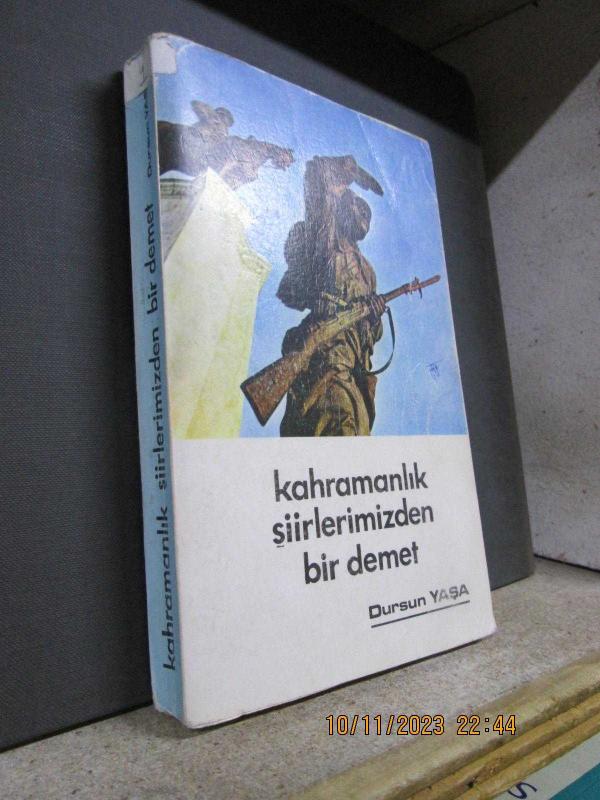 kahramanlık
şiirlerimizden
bir demet
Dursun YAŞA
kahramanlık şiirlerimizden bir demet Dursun YAŞA
10/11/2023 22:44
S